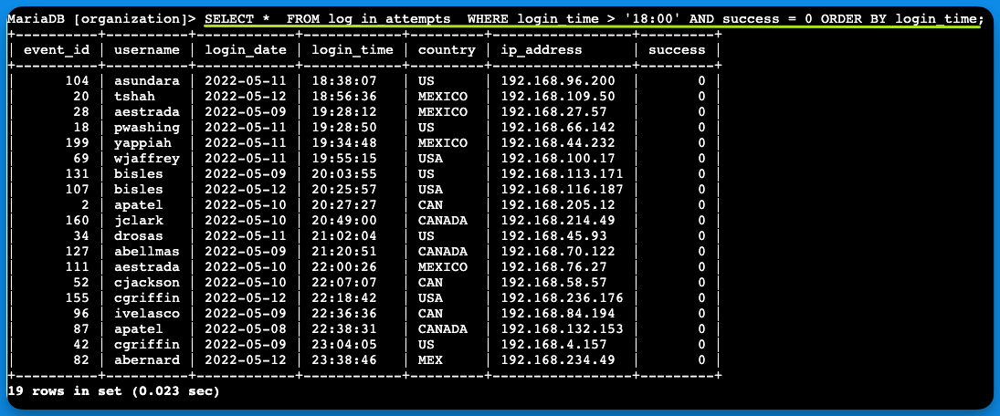 MariaDB [organization]> SELECT *  FROM log_in_attempts  WHERE login_time > '18:00' AND success = 0 ORDER BY login_time;
+----------+----------+------------+------------+---------+-----------------+---------+
| event_id | username | login_date | login_time | country | ip_address      | success |
+----------+----------+------------+------------+---------+-----------------+---------+
|      104 | asundara | 2022-05-11 | 18:38:07   | US      | 192.168.96.200  |       0 |
|       20 | tshah    | 2022-05-12 | 18:56:36   | MEXICO  | 192.168.109.50  |       0 |
|       28 | aestrada | 2022-05-09 | 19:28:12   | MEXICO  | 192.168.27.57   |       0 |
|       18 | pwashing | 2022-05-11 | 19:28:50   | US      | 192.168.66.142  |       0 |
|      199 | yappiah  | 2022-05-11 | 19:34:48   | MEXICO  | 192.168.44.232  |       0 |
|       69 | wjaffrey | 2022-05-11 | 19:55:15   | USA     | 192.168.100.17  |       0 |
|      131 | bisles   | 2022-05-09 | 20:03:55   | US      | 192.168.113.171 |       0 |
|      107 | bisles   | 2022-05-12 | 20:25:57   | USA     | 192.168.116.187 |       0 |
|        2 | apatel   | 2022-05-10 | 20:27:27   | CAN     | 192.168.205.12  |       0 |
|      160 | jclark   | 2022-05-10 | 20:49:00   | CANADA  | 192.168.214.49  |       0 |
|       34 | drosas   | 2022-05-11 | 21:02:04   | US      | 192.168.45.93   |       0 |
|      127 | abellmas | 2022-05-09 | 21:20:51   | CANADA  | 192.168.70.122  |       0 |
|      111 | aestrada | 2022-05-10 | 22:00:26   | MEXICO  | 192.168.76.27   |       0 |
|       52 | cjackson | 2022-05-10 | 22:07:07   | CAN     | 192.168.58.57   |       0 |
|      155 | cgriffin | 2022-05-12 | 22:18:42   | USA     | 192.168.236.176 |       0 |
|       96 | ivelasco | 2022-05-09 | 22:36:36   | CAN     | 192.168.84.194  |       0 |
|       87 | apatel   | 2022-05-08 | 22:38:31   | CANADA  | 192.168.132.153 |       0 |
|       42 | cgriffin | 2022-05-09 | 23:04:05   | US      | 192.168.4.157   |       0 |
|       82 | abernard | 2022-05-12 | 23:38:46   | MEX     | 192.168.234.49  |       0 |
+----------+----------+------------+------------+---------+-----------------+---------+
19 rows in set (0.023 sec)